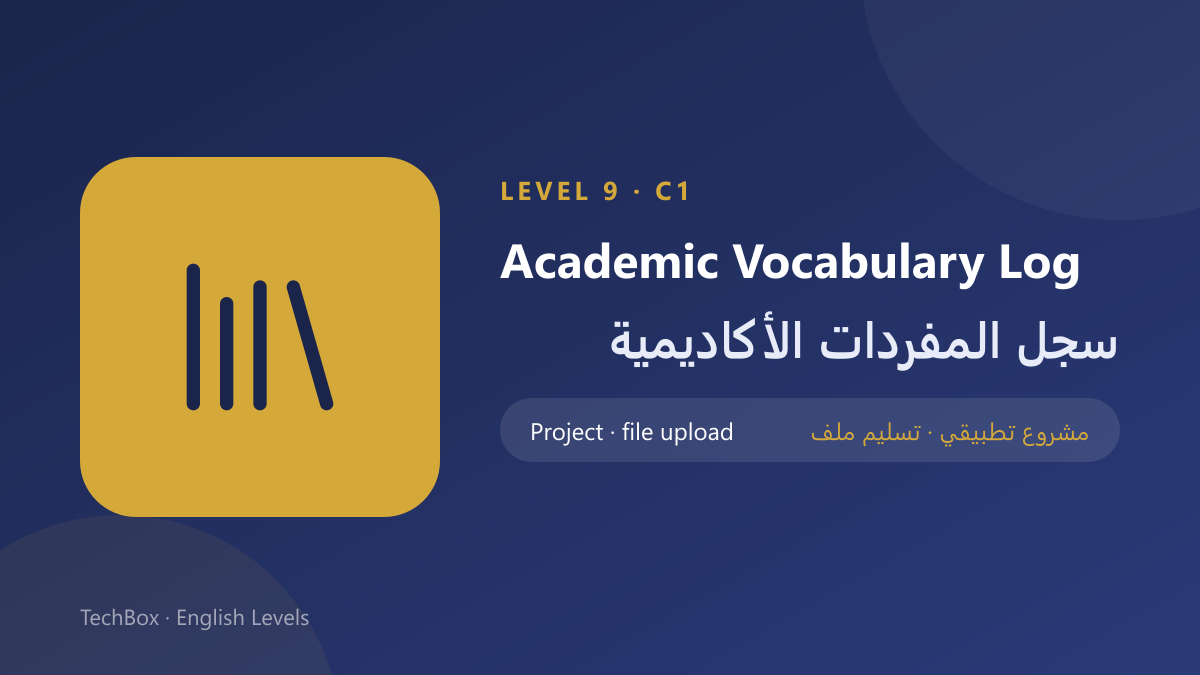 LEVEL 9 · C1
Academic Vocabulary Log
سجل المفردات الأكاديمية
Project · file upload
مشروع تطبيقي · تسليم ملف
TechBox · English Levels